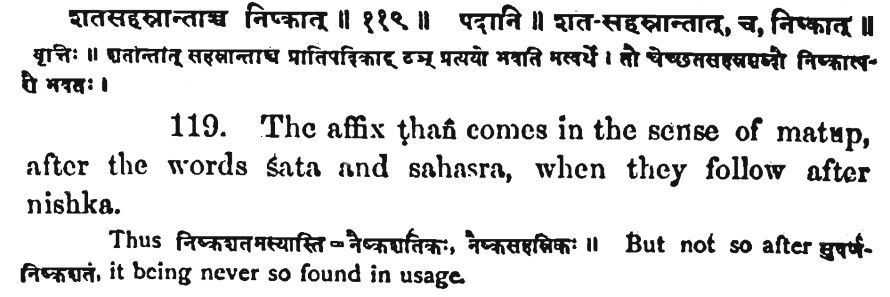 शतसहस्रान्ताच्च निष्कात् ॥ ११९ ॥ पदानि ॥ शत-सहस्रान्तात्, च, निष्कात् ॥
वृत्तिः ॥ शतान्तात् सहस्रान्ताच्च प्रातिपदिकाद् ठञ् प्रत्ययो भवति मत्वर्थे । तौ चेच्छतसहस्रशब्दौ निष्कात्प-
रौ भवतः ।
119. The affix ṭhañ comes in the sense of matup,
after the words śata and sahasra, when they follow after
nishka.
Thus निष्कशतमस्यास्ति = नैष्कशतिकः, नैष्कसहस्रिकः ॥ But not so after सुवर्ण-
निष्कशतं, it being never so found in usage.